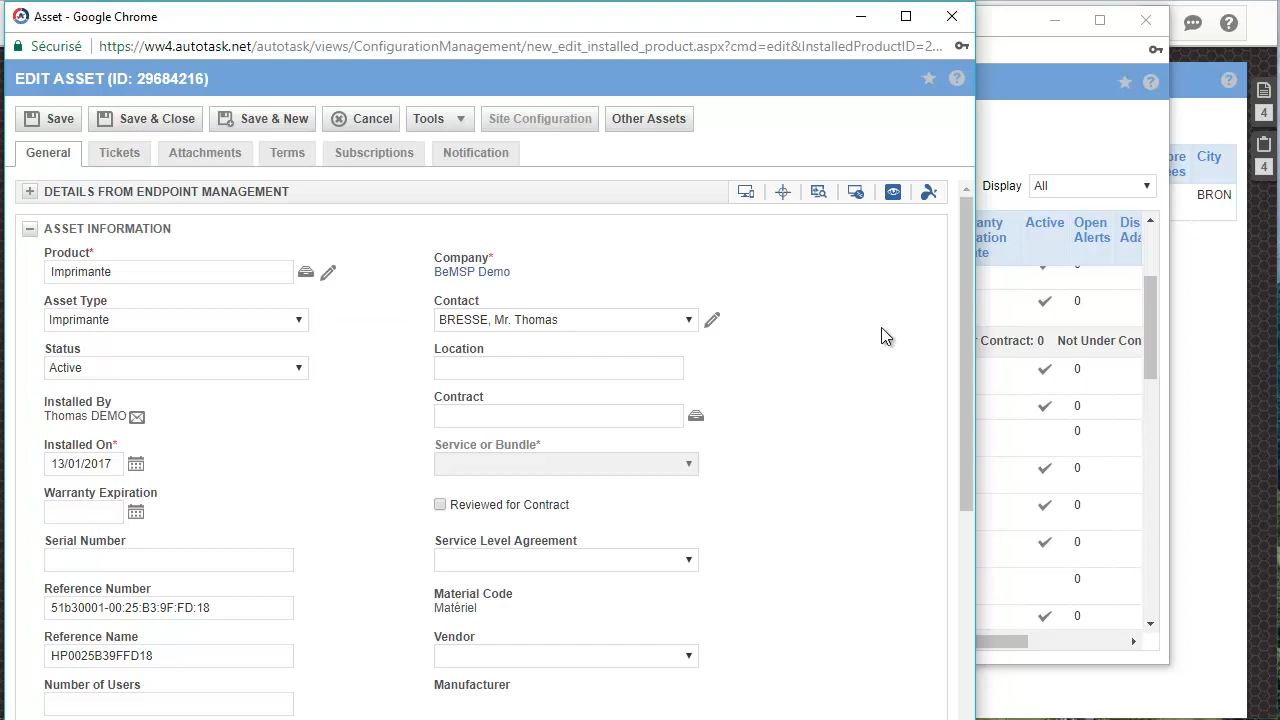 Asset - Google Chrome
Sécurisé
https://ww4.autotask.net/autotask/views/ConfigurationManagement/new_edit_installed_product.aspx?cmd=edit&InstalledProductID=2...
EDIT ASSET (ID: 29684216)
Save
Save & Close
Save & New
Cancel
Tools
Site Configuration
Other Assets
General
Tickets
Attachments
Terms
Subscriptions
Notification
DETAILS FROM ENDPOINT MANAGEMENT
ASSET INFORMATION
Product*
Imprimante
Asset Type
Imprimante
Status
Active
Installed By
Thomas DEMO
Installed On*
13/01/2017
Warranty Expiration
Serial Number
Reference Number
51b30001-00:25:B3:9F:FD:18
Reference Name
HP0025B39FFD18
Number of Users
Company*
BeMSP Demo
Contact
BRESSE, Mr. Thomas
Location
Contract
Service or Bundle*
Reviewed for Contract
Service Level Agreement
Material Code
Matériel
Vendor
Manufacturer
Display
All
Active
Open
Alerts
Dis
Ada
0
0
r Contract: 0 Not Under Con
0
0
0
0
0
0
0
0
City
BRON
4
4